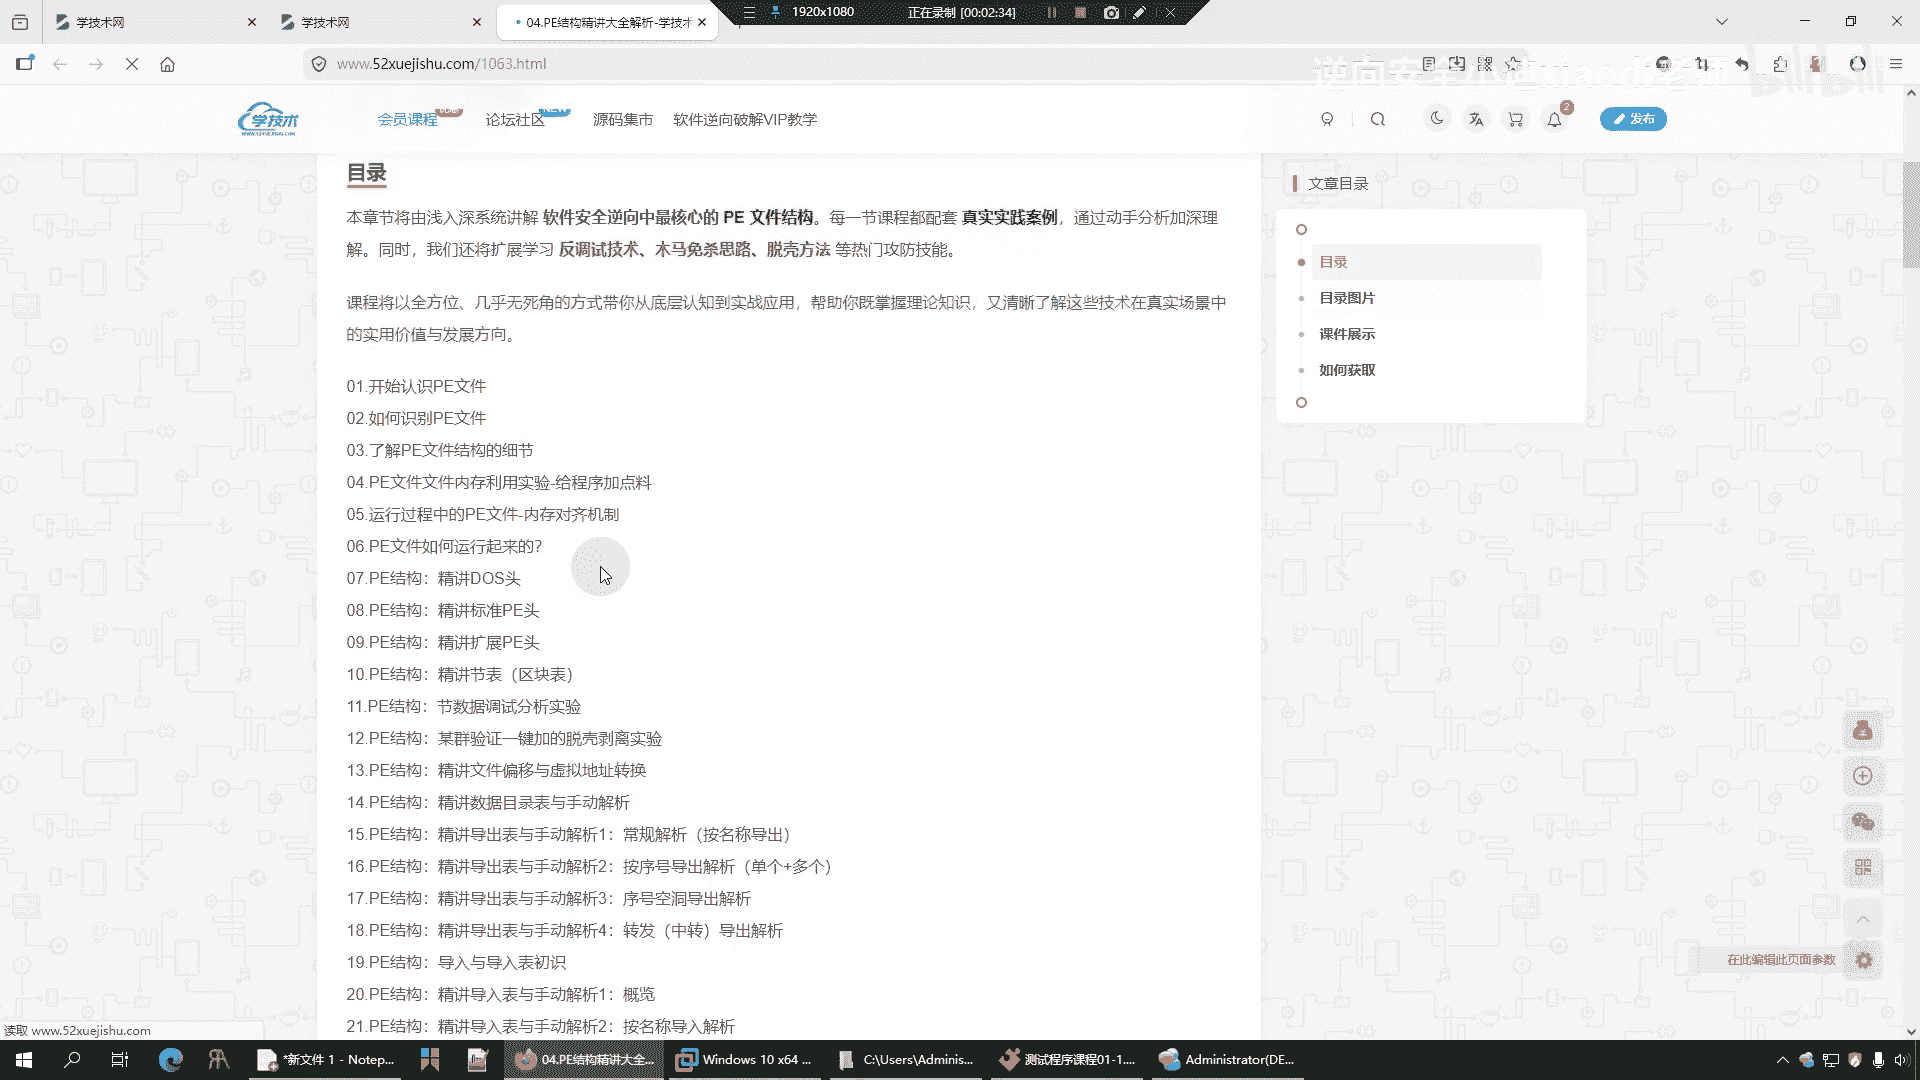 学技术网
学技术网
04.PE结构精讲大全解析-学技术
1920x1080
正在录制 [00:02:34]
www.52xuejishu.com/1063.html
学技术
会员课程
论坛社区
源码集市
软件逆向破解VIP教学
2
发布
目录
本章节将由浅入深系统讲解 软件安全逆向中最核心的 PE 文件结构。每一节课程都配套 真实实践案例，通过动手分析加深理
解。同时，我们还将扩展学习 反调试技术、木马免杀思路、脱壳方法 等热门攻防技能。
课程将以全方位、几乎无死角的方式带你从底层认知到实战应用，帮助你既掌握理论知识，又清晰了解这些技术在真实场景中
的实用价值与发展方向。
01.开始认识PE文件
02.如何识别PE文件
03.了解PE文件结构的细节
04.PE文件文件内存利用实验-给程序加点料
05.运行过程中的PE文件-内存对齐机制
06.PE文件如何运行起来的?
07.PE结构：精讲DOS头
08.PE结构：精讲标准PE头
09.PE结构：精讲扩展PE头
10.PE结构：精讲节表（区块表）
11.PE结构：节数据调试分析实验
12.PE结构：某群验证一键加的脱壳剥离实验
13.PE结构：精讲文件偏移与虚拟地址转换
14.PE结构：精讲数据目录表与手动解析
15.PE结构：精讲导出表与手动解析1：常规解析（按名称导出）
16.PE结构：精讲导出表与手动解析2：按序号导出解析（单个+多个）
17.PE结构：精讲导出表与手动解析3：序号空洞导出解析
18.PE结构：精讲导出表与手动解析4：转发（中转）导出解析
19.PE结构：导入与导入表初识
20.PE结构：精讲导入表与手动解析1：概览
21.PE结构：精讲导入表与手动解析2：按名称导入解析
文章目录
目录
目录图片
课件展示
如何获取
在此编辑此页面参数
读取 www.52xuejishu.com
*新文件 1 - Notep...
04.PE结构精讲大全...
Windows 10 x64 ...
C:\Users\Adminis...
测试程序课程01-1....
Administrator(DE...